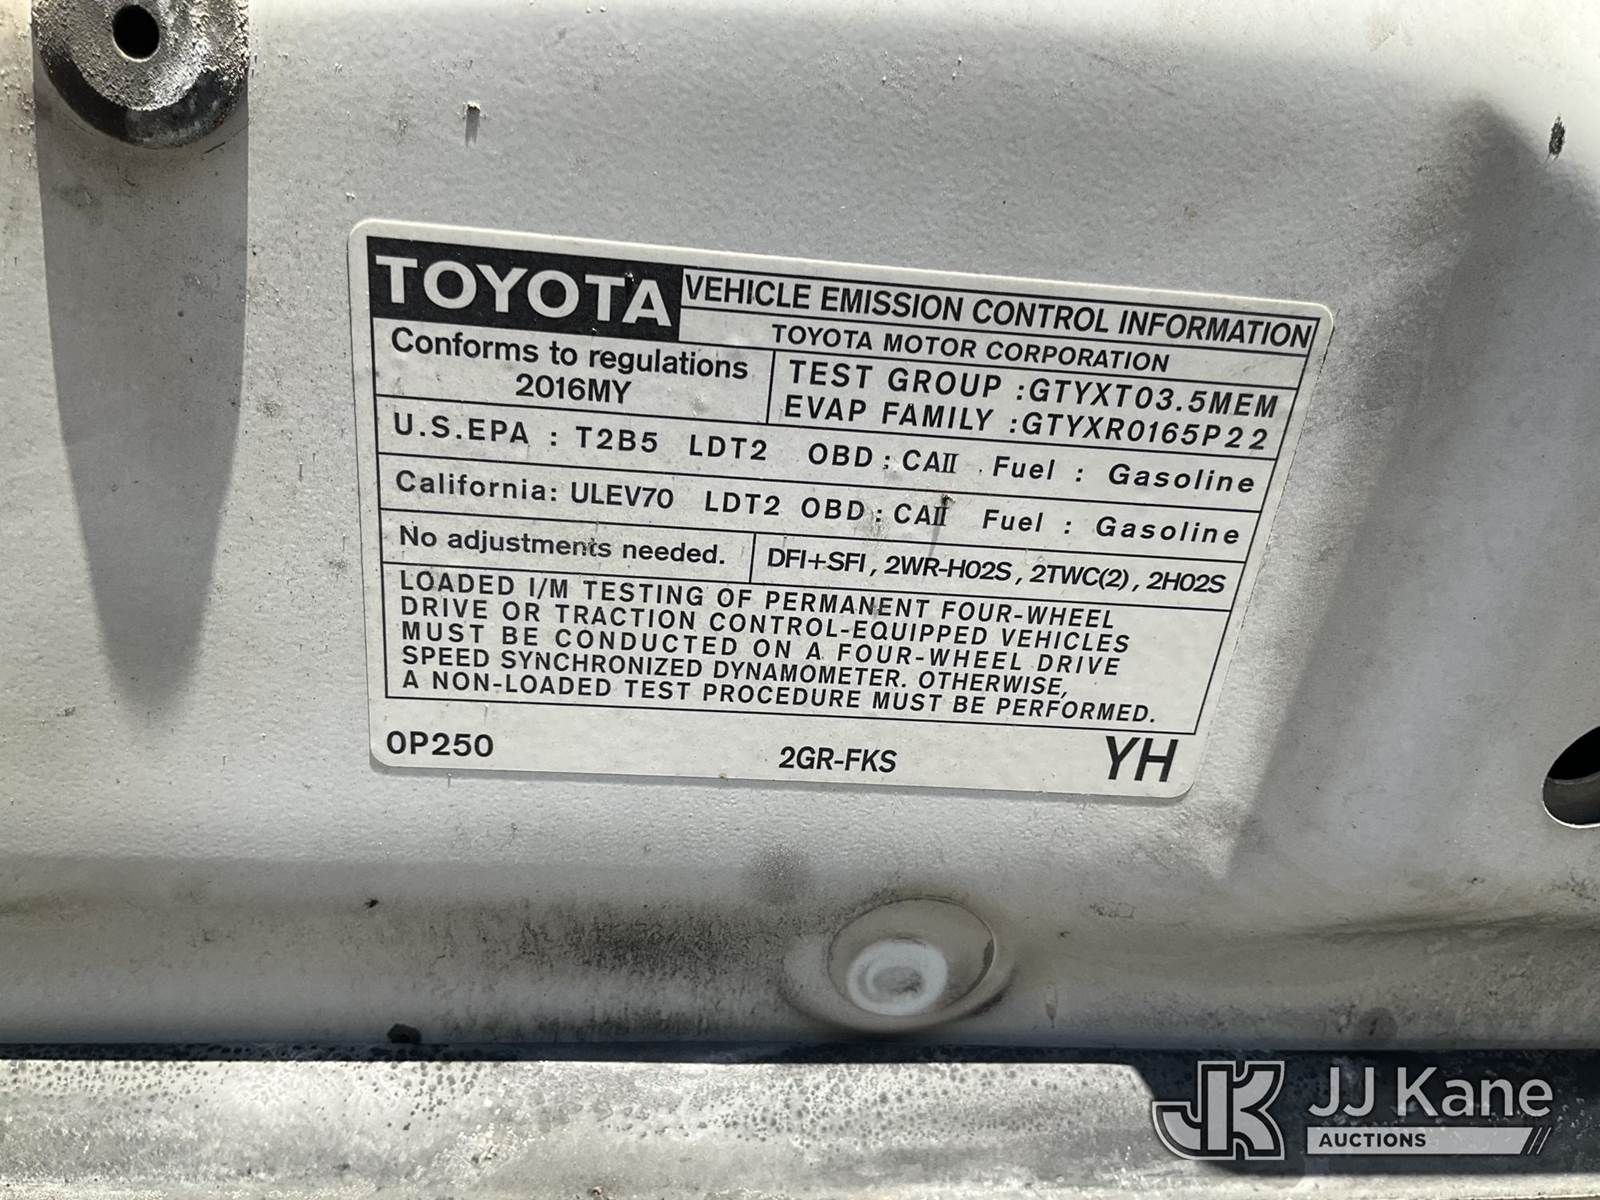 TOYOTA VEHICLE EMISSION CONTROL INFORMATION
TOYOTA MOTOR CORPORATION
Conforms to regulations
2016MY
TEST GROUP :GTYXT03.5MEM
EVAP FAMILY :GTYXR0165P22
U.S.EPA : T2B5 LDT2 OBD : CAII Fuel : Gasoline
California: ULEV70 LDT2 OBD : CAII Fuel : Gasoline
No adjustments needed. DFI+SFI, 2WR-HO2S, 2TWC(2), 2HO2S
LOADED I/M TESTING OF PERMANENT FOUR-WHEEL
DRIVE OR TRACTION CONTROL-EQUIPPED VEHICLES
MUST BE CONDUCTED ON A FOUR-WHEEL DRIVE
SPEED SYNCHRONIZED DYNAMOMETER. OTHERWISE,
A NON-LOADED TEST PROCEDURE MUST BE PERFORMED.
0P250 2GR-FKS YH
JK JJ Kane
AUCTIONS